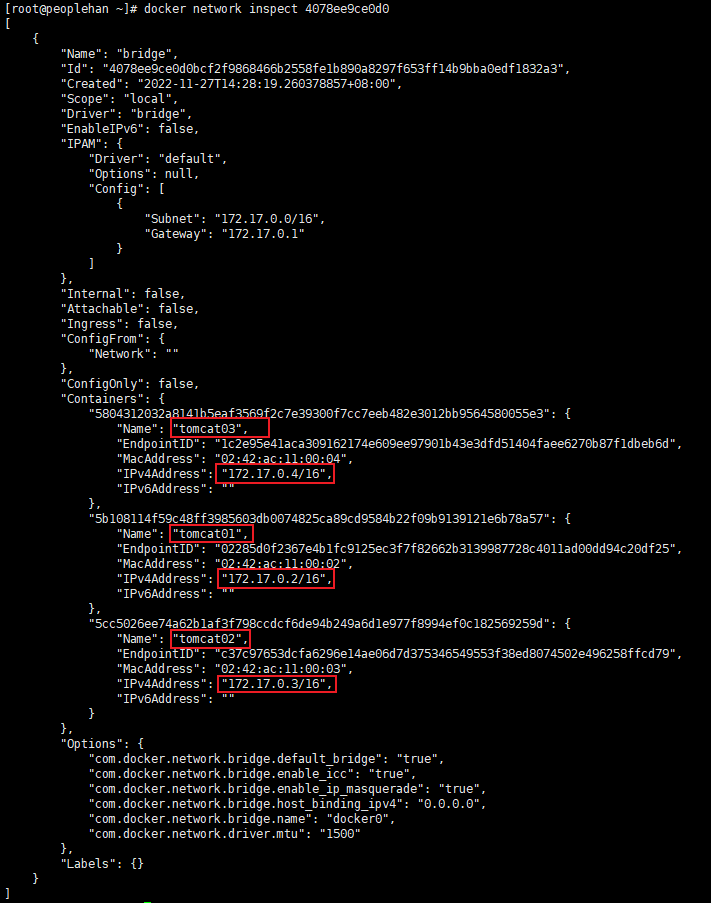 [root@peoplehan ~]# docker network inspect 4078ee9ce0d0
[
    {
        "Name": "bridge",
        "Id": "4078ee9ce0d0bcf2f9868466b2558fe1b890a8297f653ff14b9bba0edf1832a3",
        "Created": "2022-11-27T14:28:19.260378857+08:00",
        "Scope": "local",
        "Driver": "bridge",
        "EnableIPv6": false,
        "IPAM": {
            "Driver": "default",
            "Options": null,
            "Config": [
                {
                    "Subnet": "172.17.0.0/16",
                    "Gateway": "172.17.0.1"
                }
            ]
        },
        "Internal": false,
        "Attachable": false,
        "Ingress": false,
        "ConfigFrom": {
            "Network": ""
        },
        "ConfigOnly": false,
        "Containers": {
            "5804312032a8141b5eaf3569f2c7e39300f7cc7eeb482e3012bb9564580055e3": {
                "Name": "tomcat03",
                "EndpointID": "1c2e95e41aca309162174e609ee97901b43e3dfd51404faee6270b87f1dbeb6d",
                "MacAddress": "02:42:ac:11:00:04",
                "IPv4Address": "172.17.0.4/16",
                "IPv6Address": ""
            },
            "5b108114f59c48ff3985603db0074825ca89cd9584b22f09b9139121e6b78a57": {
                "Name": "tomcat01",
                "EndpointID": "02285d0f2367e4b1fc9125ec3f7f82662b3139987728c4011ad00dd94c20df25",
                "MacAddress": "02:42:ac:11:00:02",
                "IPv4Address": "172.17.0.2/16",
                "IPv6Address": ""
            },
            "5cc5026ee74a62b1af3f798ccdcf6de94b249a6d1e977f8994ef0c182569259d": {
                "Name": "tomcat02",
                "EndpointID": "c37c97653dcfa6296e14ae06d7d375346549553f38ed8074502e496258ffcd79",
                "MacAddress": "02:42:ac:11:00:03",
                "IPv4Address": "172.17.0.3/16",
                "IPv6Address": ""
            }
        },
        "Options": {
            "com.docker.network.bridge.default_bridge": "true",
            "com.docker.network.bridge.enable_icc": "true",
            "com.docker.network.bridge.enable_ip_masquerade": "true",
            "com.docker.network.bridge.host_binding_ipv4": "0.0.0.0",
            "com.docker.network.bridge.name": "docker0",
            "com.docker.network.driver.mtu": "1500"
        },
        "Labels": {}
    }
]